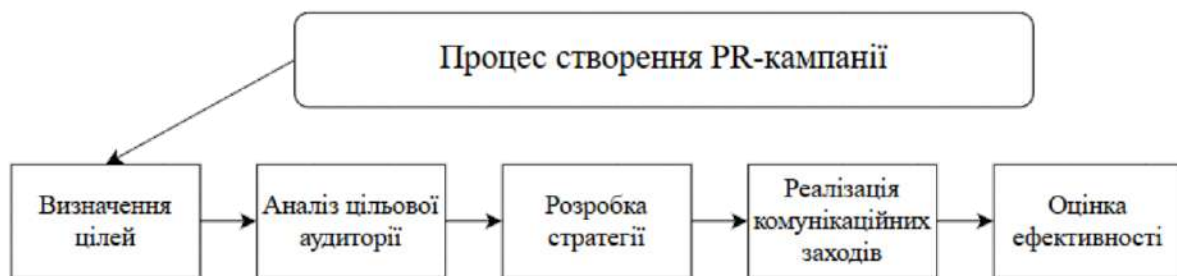 Процес створення PR-кампанії
Визначення
цілей
Аналіз цільової
аудиторії
Розробка
стратегії
Реалізація
комунікаційних
заходів
Оцінка
ефективності